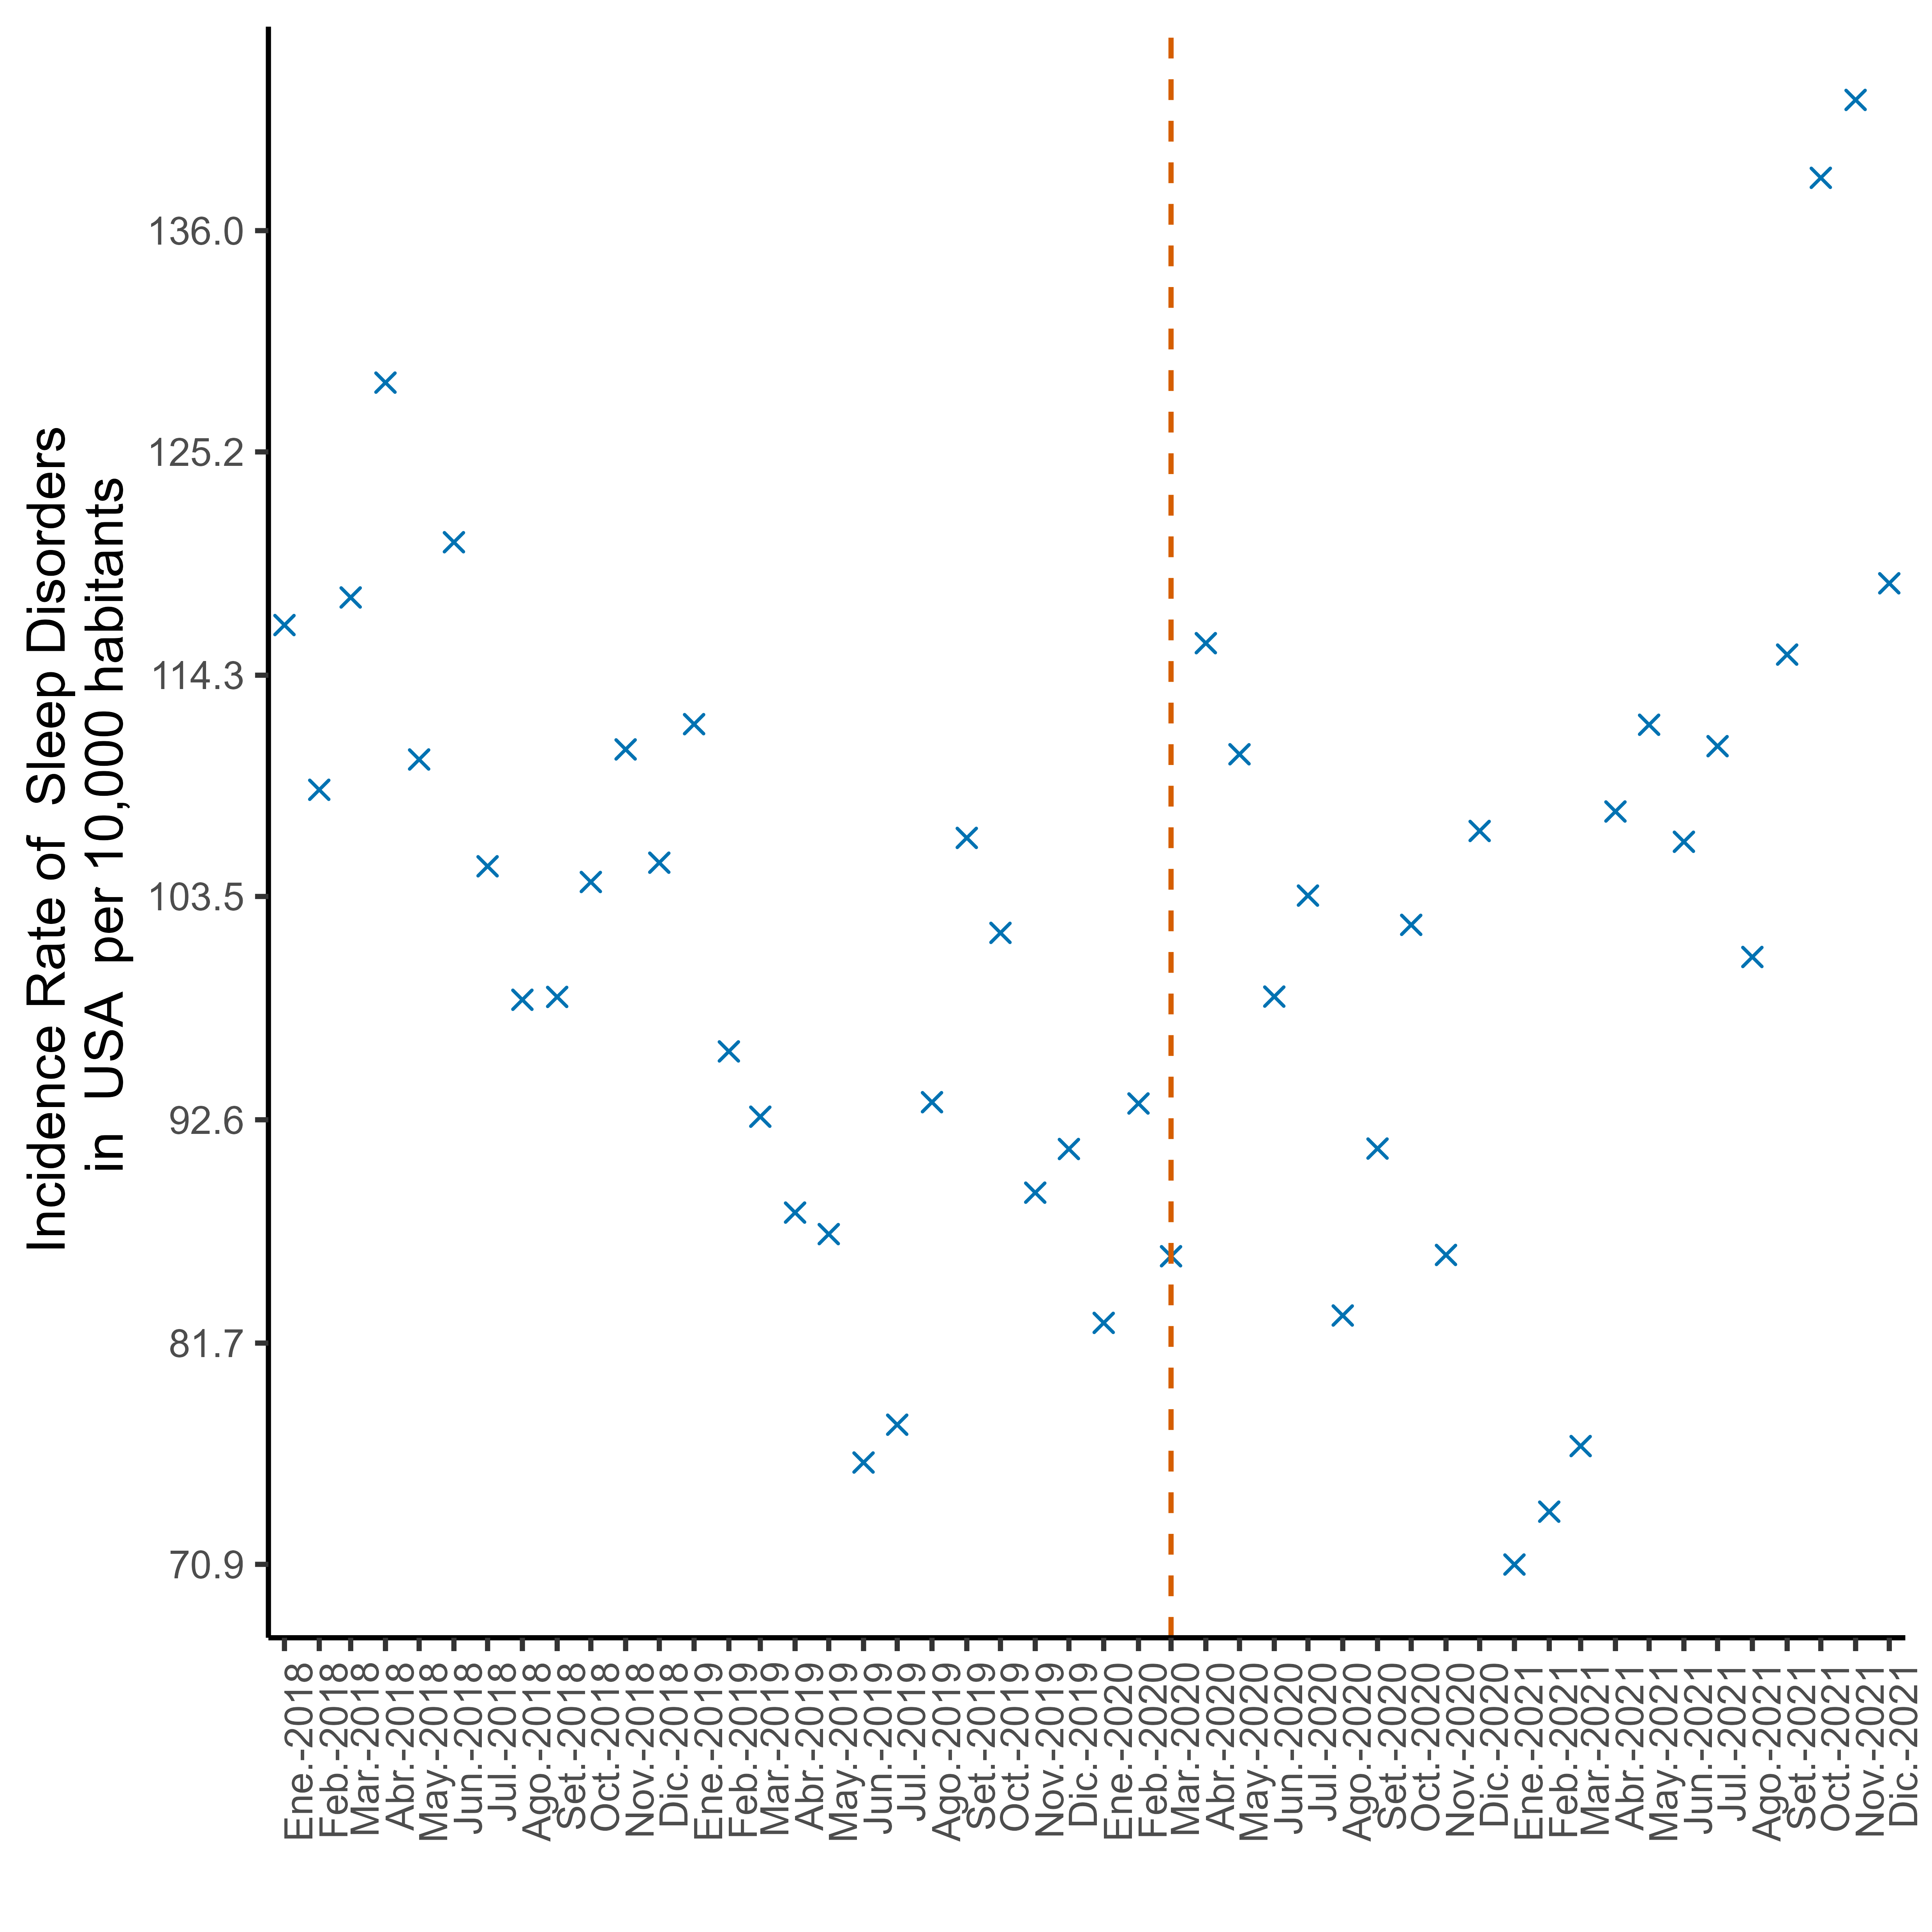 Incidence Rate of  Sleep Disorders
in  USA per 10,000 habitants
136.0
125.2
114.3
103.5
92.6
81.7
70.9
Ene.-2018
Feb.-2018
Mar.-2018
Abr.-2018
May.-2018
Jun.-2018
Jul.-2018
Ago.-2018
Set.-2018
Oct.-2018
Nov.-2018
Dic.-2018
Ene.-2019
Feb.-2019
Mar.-2019
Abr.-2019
May.-2019
Jun.-2019
Jul.-2019
Ago.-2019
Set.-2019
Oct.-2019
Nov.-2019
Dic.-2019
Ene.-2020
Feb.-2020
Mar.-2020
Abr.-2020
May.-2020
Jun.-2020
Jul.-2020
Ago.-2020
Set.-2020
Oct.-2020
Nov.-2020
Dic.-2020
Ene.-2021
Feb.-2021
Mar.-2021
Abr.-2021
May.-2021
Jun.-2021
Jul.-2021
Ago.-2021
Set.-2021
Oct.-2021
Nov.-2021
Dic.-2021